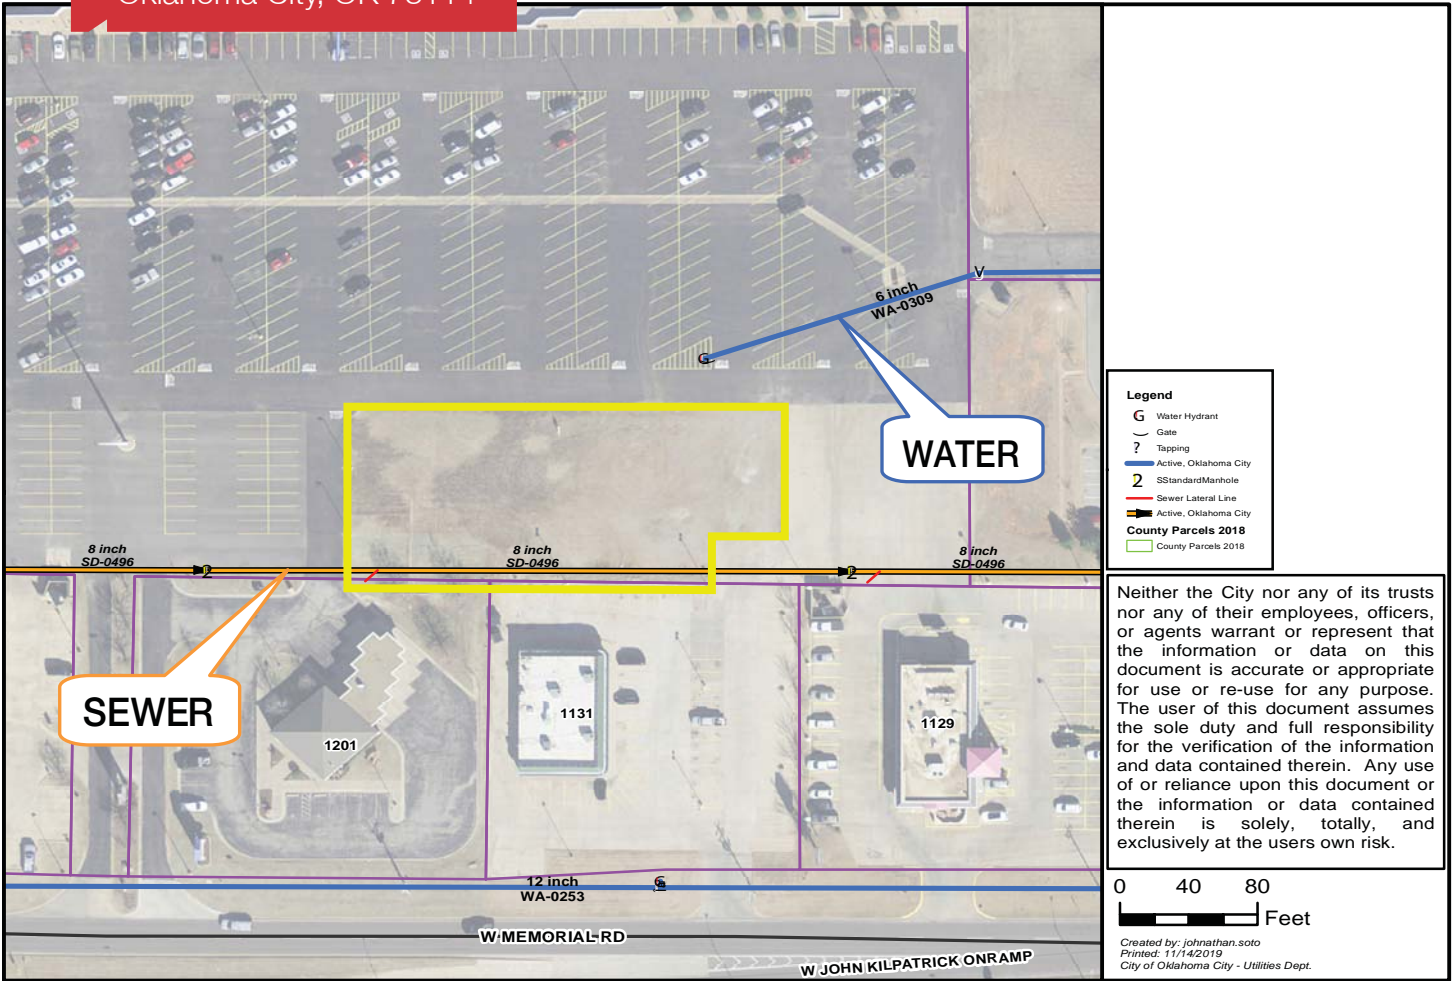 6 inch
WA-0309
V
G
WATER
8 inch
SD-0496
2
8 inch
SD-0496
2
8 inch
SD-0496
SEWER
1201
1131
1129
12 inch
WA-0253
G
W MEMORIAL RD
W JOHN KILPATRICK ONRAMP
Legend
G Water Hydrant
Gate
? Tapping
Active, Oklahoma City
2 SStandardManhole
Sewer Lateral Line
Active, Oklahoma City
County Parcels 2018
County Parcels 2018
Neither the City nor any of its trusts
nor any of their employees, officers,
or agents warrant or represent that
the information or data on this
document is accurate or appropriate
for use or re-use for any purpose.
The user of this document assumes
the sole duty and full responsibility
for the verification of the information
and data contained therein. Any use
of or reliance upon this document or
the information or data contained
therein is solely, totally, and
exclusively at the users own risk.
0 40 80
Feet
Created by: johnathan.soto
Printed: 11/14/2019
City of Oklahoma City - Utilities Dept.